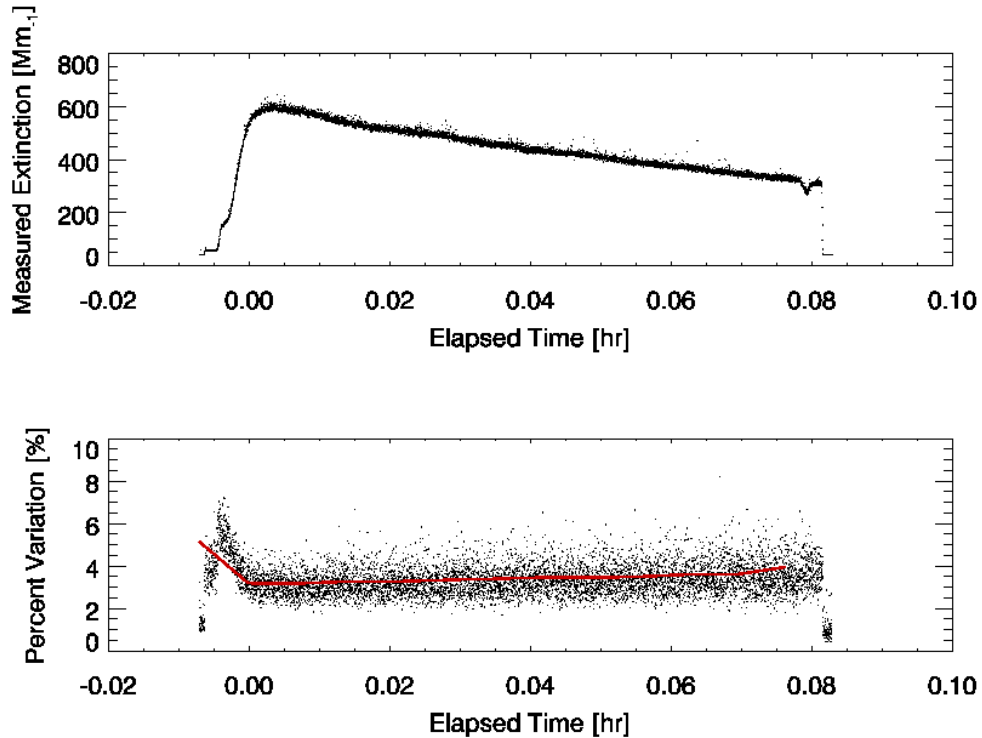 Measured Extinction [Mm-1]
800
600
400
200
0
-0.02 0.00 0.02 0.04 0.06 0.08 0.10
Elapsed Time [hr]
Percent Variation [%]
10
8
6
4
2
0
-0.02 0.00 0.02 0.04 0.06 0.08 0.10
Elapsed Time [hr]